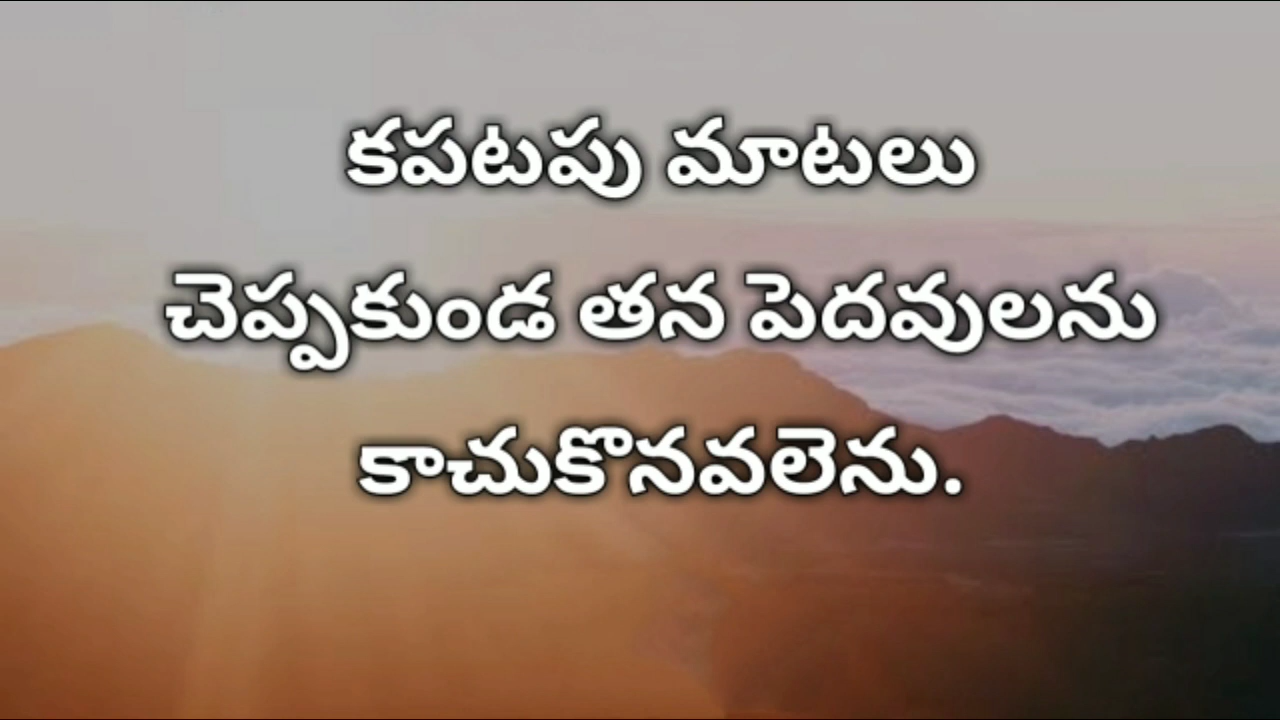 కపటపు మాటలు
చెప్పకుండ తన పెదవులను
కాచుకొనవలెను.